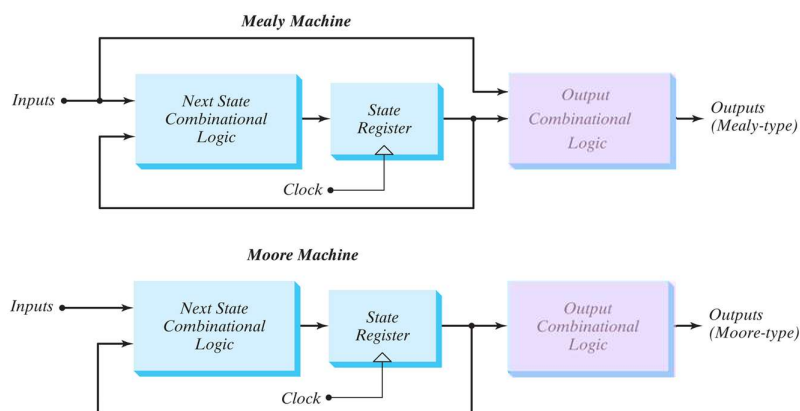 Mealy Machine
Inputs
Next State
Combinational
Logic
State
Register
Clock
Output
Combinational
Logic
Outputs
(Mealy-type)
Moore Machine
Inputs
Next State
Combinational
Logic
State
Register
Clock
Output
Combinational
Logic
Outputs
(Moore-type)